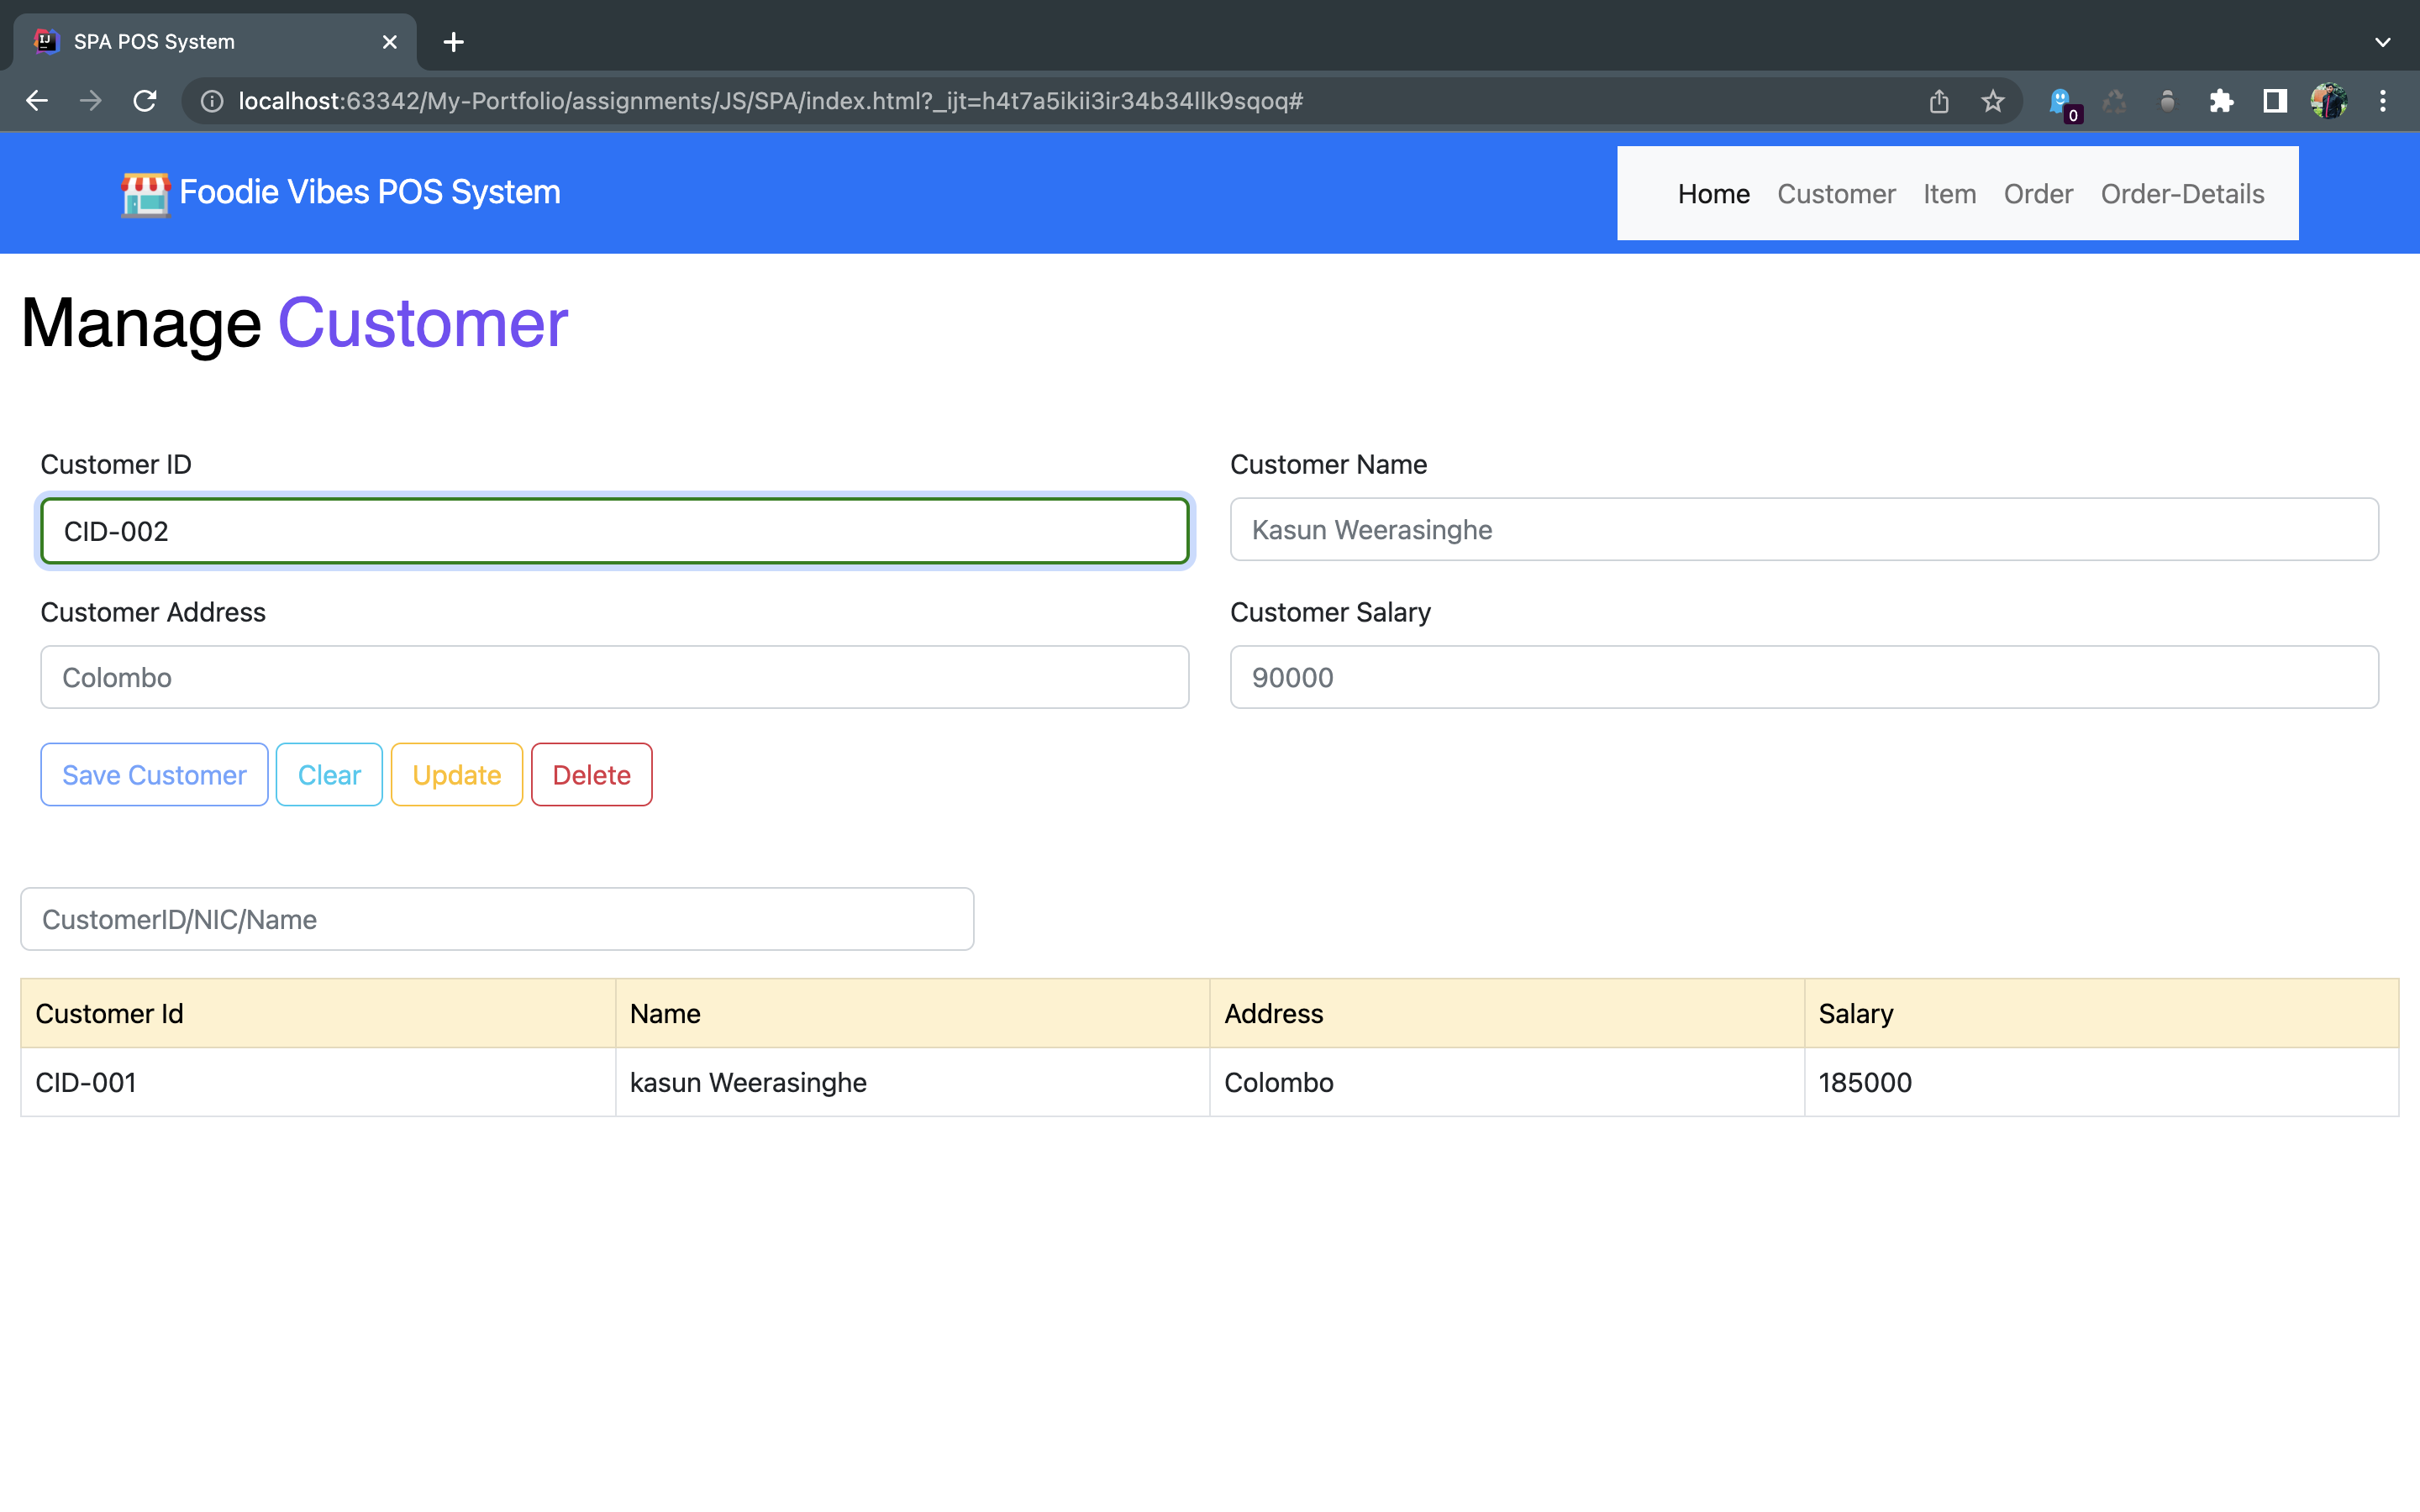 SPA POS System
localhost:63342/My-Portfolio/assignments/JS/SPA/index.html?_ijt=h4t7a5ikii3ir34b34llk9sqoq#
0
Foodie Vibes POS System
Home Customer Item Order Order-Details
Manage Customer
Customer ID Customer Name
CID-002 Kasun Weerasinghe
Customer Address Customer Salary
Colombo 90000
Save Customer Clear Update Delete
CustomerID/NIC/Name
Customer Id Name Address Salary
CID-001 kasun Weerasinghe Colombo 185000